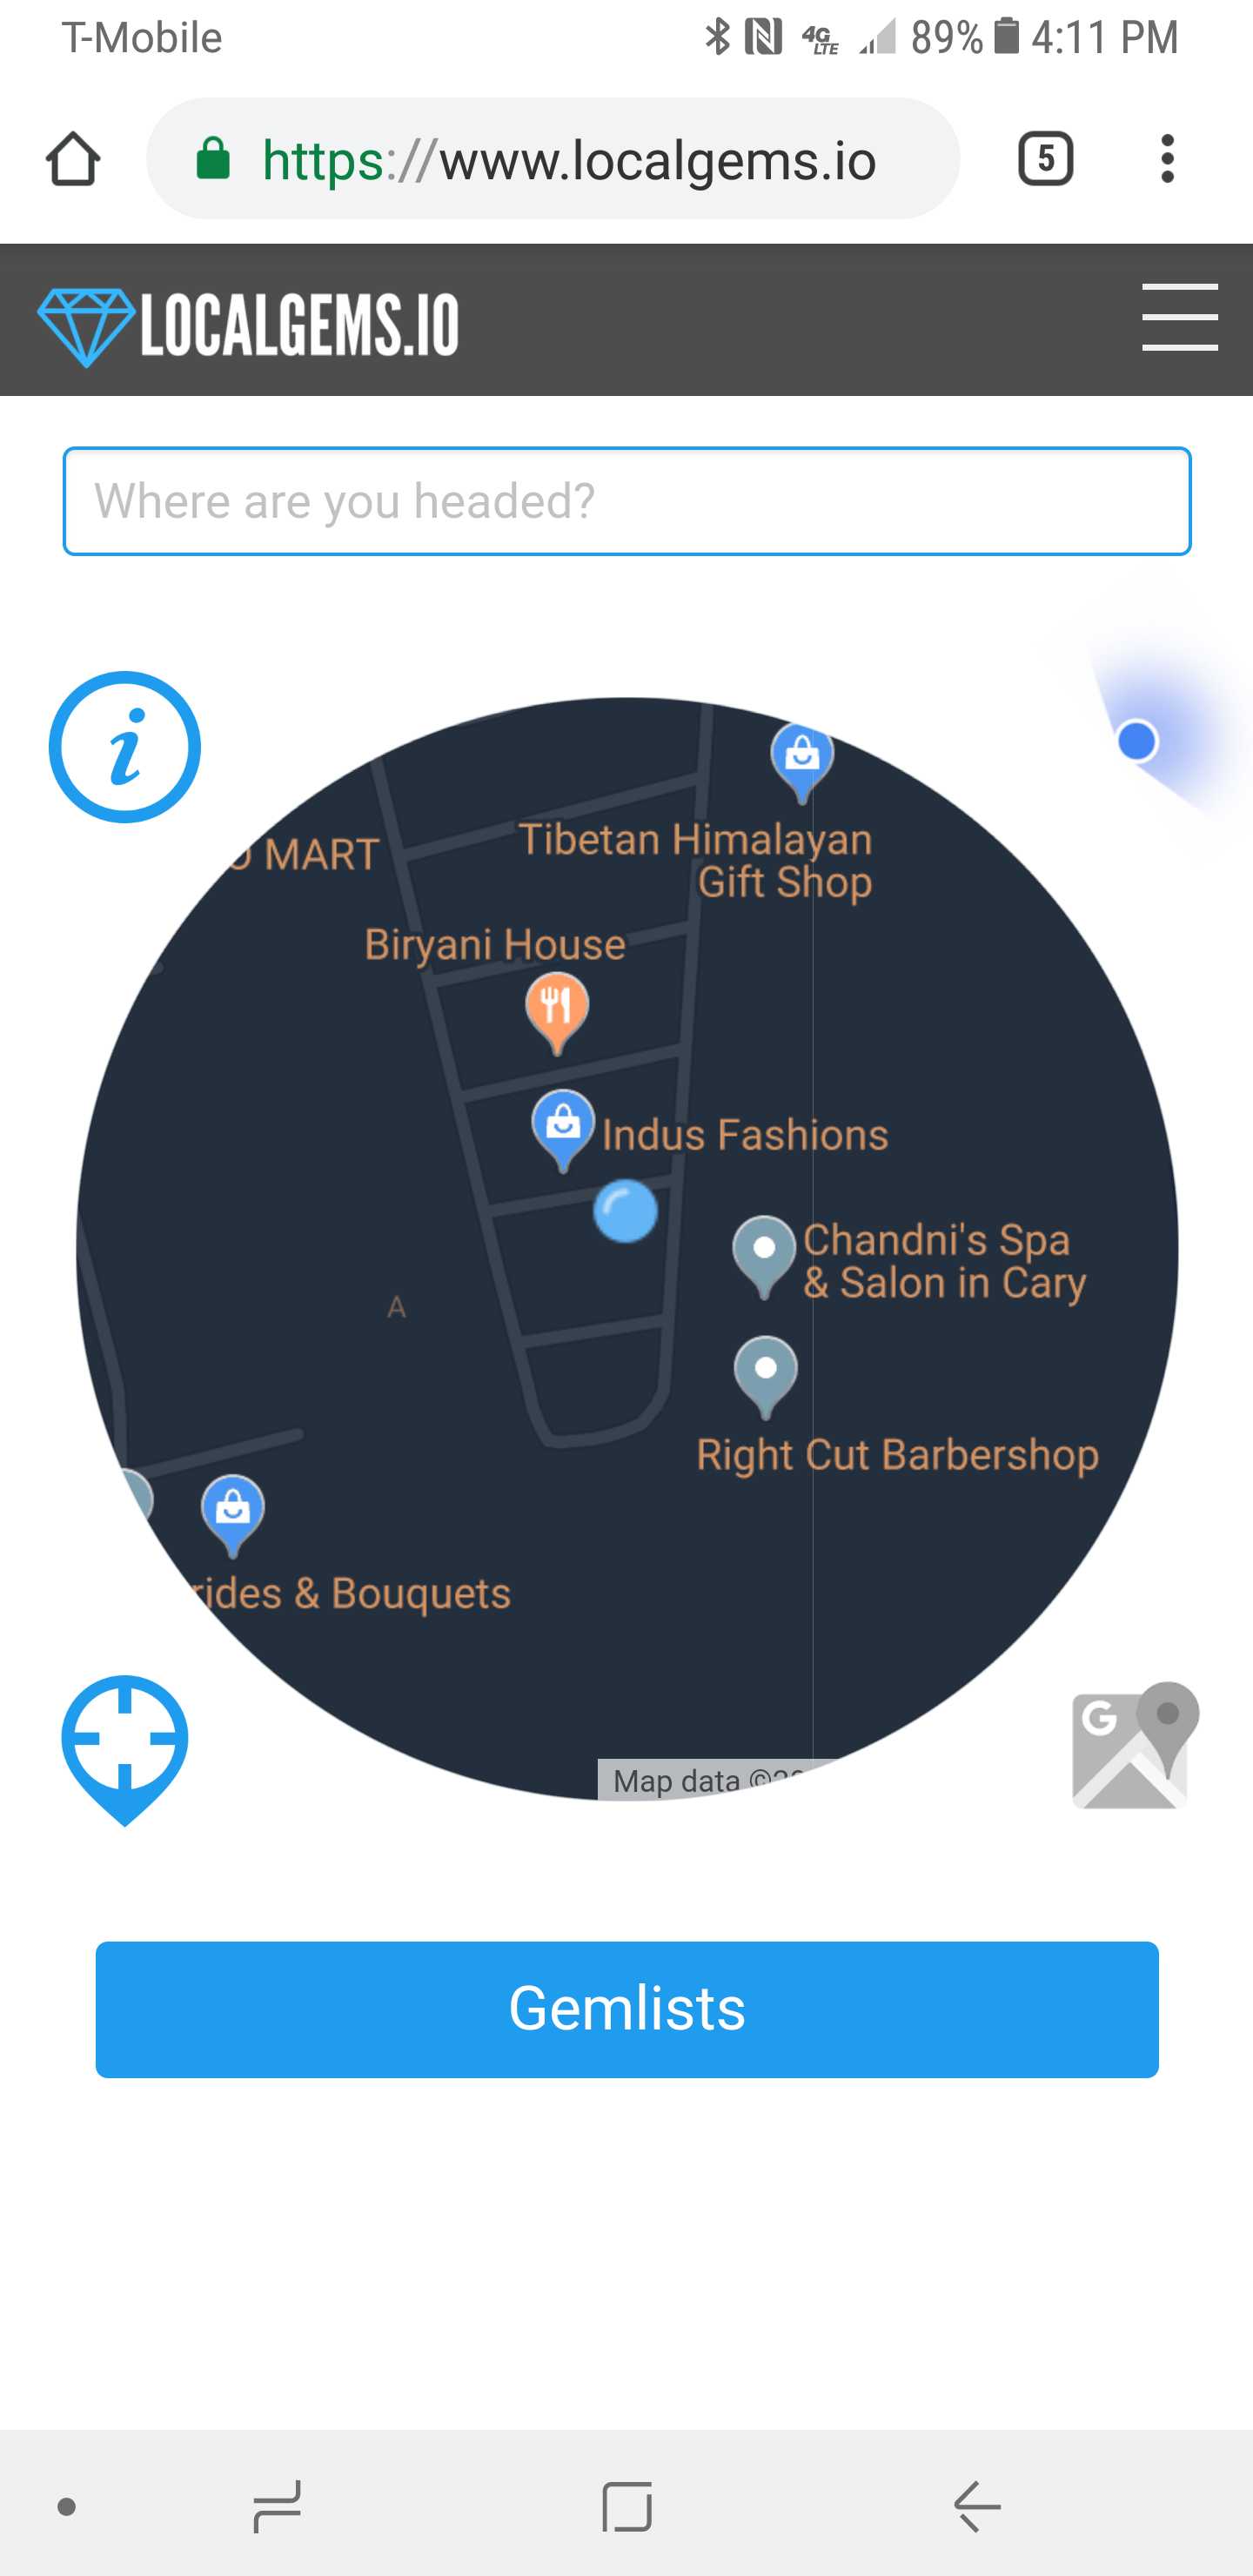 T-Mobile
4G LTE 89% 4:11 PM
https://www.localgems.io
5
LOCALGEMS.IO
Where are you headed?
i
MART
Tibetan Himalayan
Gift Shop
Biryani House
Indus Fashions
Chandni's Spa
& Salon in Cary
A
Right Cut Barbershop
& Bouquets
G
Map data
Gemlists